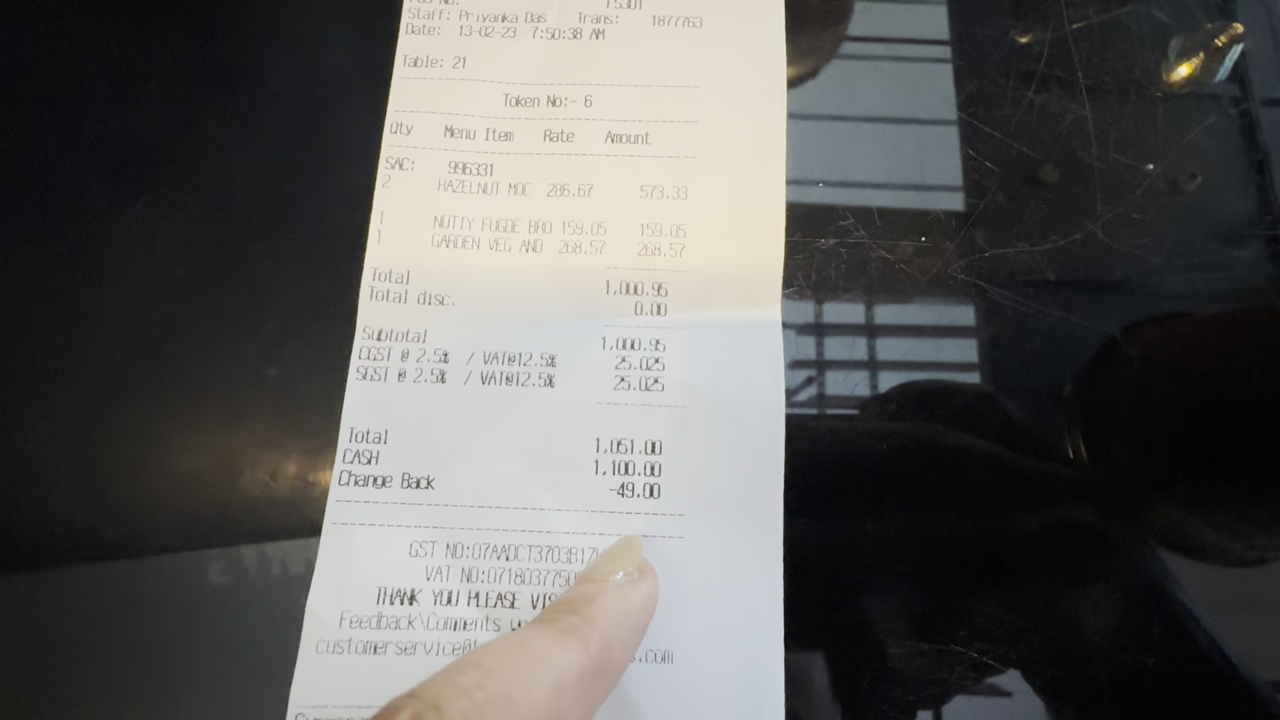 F5301
Staff: Priyanka Das Trans: 1877763
Date: 13-02-23 7:50:38 AM
Table: 21
Token No:- 6
Qty Menu Item Rate Amount
SAC: 996331
2 HAZELNUT MOC 286.67 573.33
1 NUTTY FUGDE BRO 159.05 159.05
1 GARDEN VEG AND 268.57 268.57
Total 1,000.95
Total disc. 0.00
Subtotal 1,000.95
CGST @ 2.5% / VAT@12.5% 25.025
SGST @ 2.5% / VAT@12.5% 25.025
Total 1,051.00
CASH 1,100.00
Change Back -49.00
GST NO:07AADCT3703B1Z
VAT NO:071803775
THANK YOU PLEASE VIS
Feedback\Comments
customerservice@ s.com